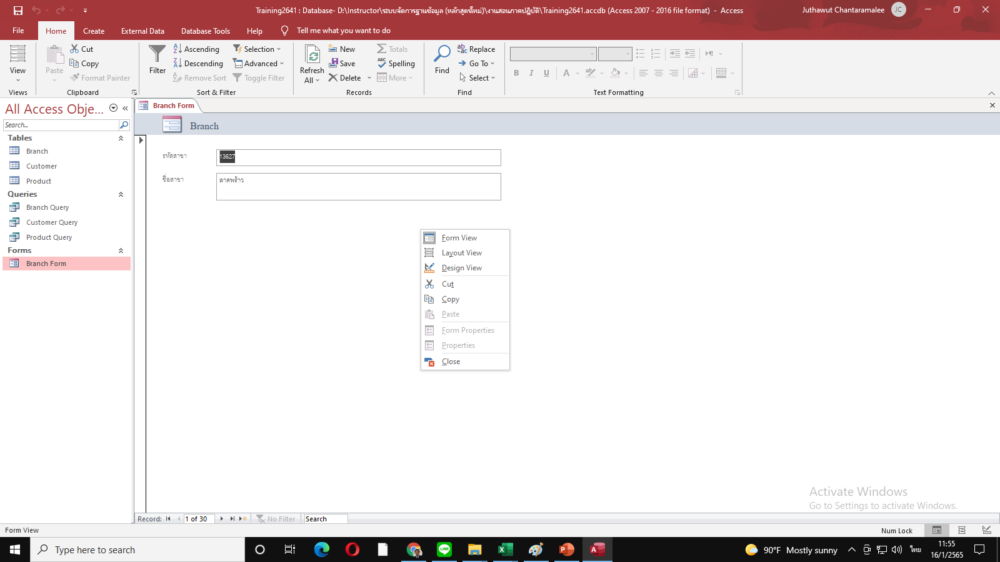 Training2641 : Database- D:\Instructor\ระบบจัดการฐานข้อมูล (หลักสูตรใหม่)\งานสอนภาคปฏิบัติ\Training2641.accdb (Access 2007 - 2016 file format) - Access
Juthawut Chantaramalee
JC
File
Home
Create
External Data
Database Tools
Help
Tell me what you want to do
View
Views
Paste
Cut
Copy
Format Painter
Clipboard
Filter
Ascending
Descending
Remove Sort
Selection
Advanced
Toggle Filter
Sort & Filter
Refresh
All
New
Save
Delete
Totals
Spelling
More
Records
Find
Replace
Go To
Select
Find
B I U
Text Formatting
All Access Obje...
Search...
Tables
Branch
Customer
Product
Queries
Branch Query
Customer Query
Product Query
Forms
Branch Form
Branch Form
Branch
รหัสสาขา
13627
ชื่อสาขา
ลาดพร้าว
Form View
Layout View
Design View
Cut
Copy
Paste
Form Properties
Properties
Close
Activate Windows
Go to Settings to activate Windows.
Record:
1 of 30
No Filter
Search
Form View
Num Lock
Type here to search
90°F Mostly sunny
ไทย
11:55
16/1/2565